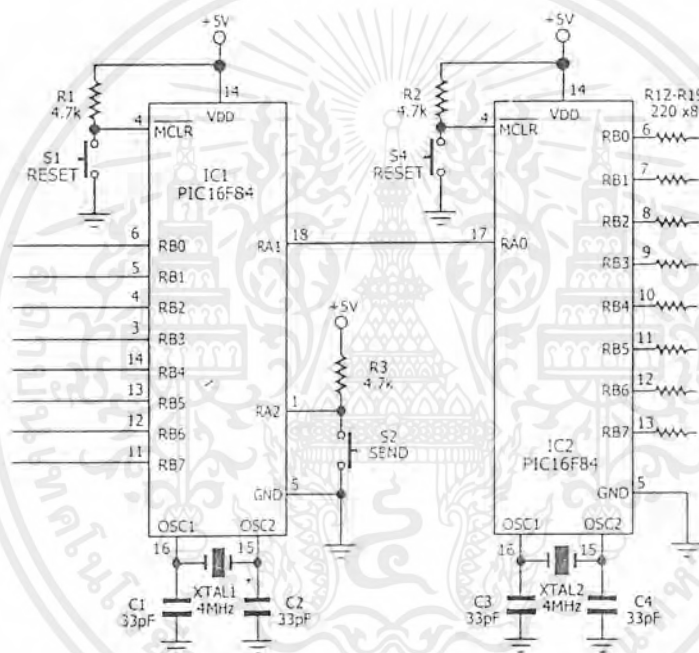 +5V
+5V
R1
4.7k
14
VDD
4
MCLR
S1
RESET
IC1
PIC16F84
6
RB0
5
RB1
4
RB2
3
RB3
14
RB4
13
RB5
12
RB6
11
RB7
18
RA1
+5V
R3
4.7k
1
RA2
S2
SEND
5
GND
OSC1
OSC2
16
15
XTAL1
4MHz
C1
33pF
C2
33pF
R2
4.7k
14
VDD
4
MCLR
S4
RESET
17
RA0
R12-R19
220 x8
RB0
6
RB1
7
RB2
8
RB3
9
RB4
10
RB5
11
RB6
12
RB7
13
IC2
PIC16F84
GND
5
OSC1
OSC2
16
15
XTAL2
4MHz
C3
33pF
C4
33pF